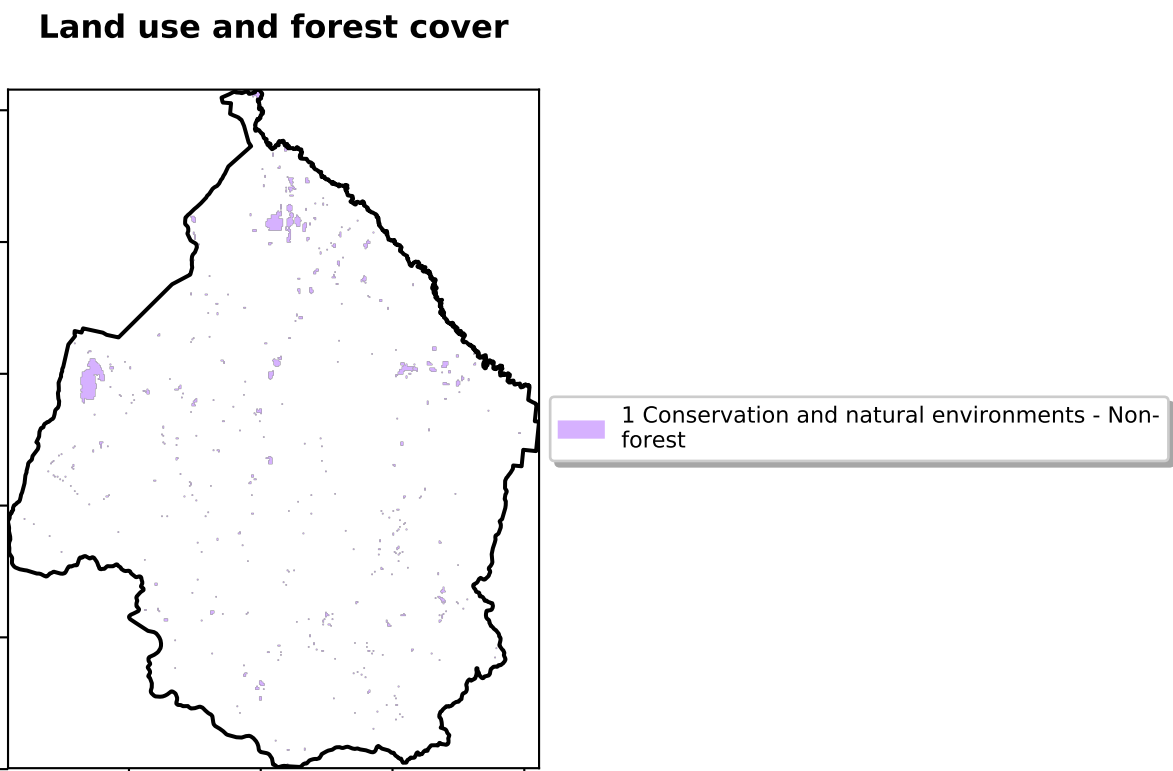 Land use and forest cover
1 Conservation and natural environments - Non-
forest